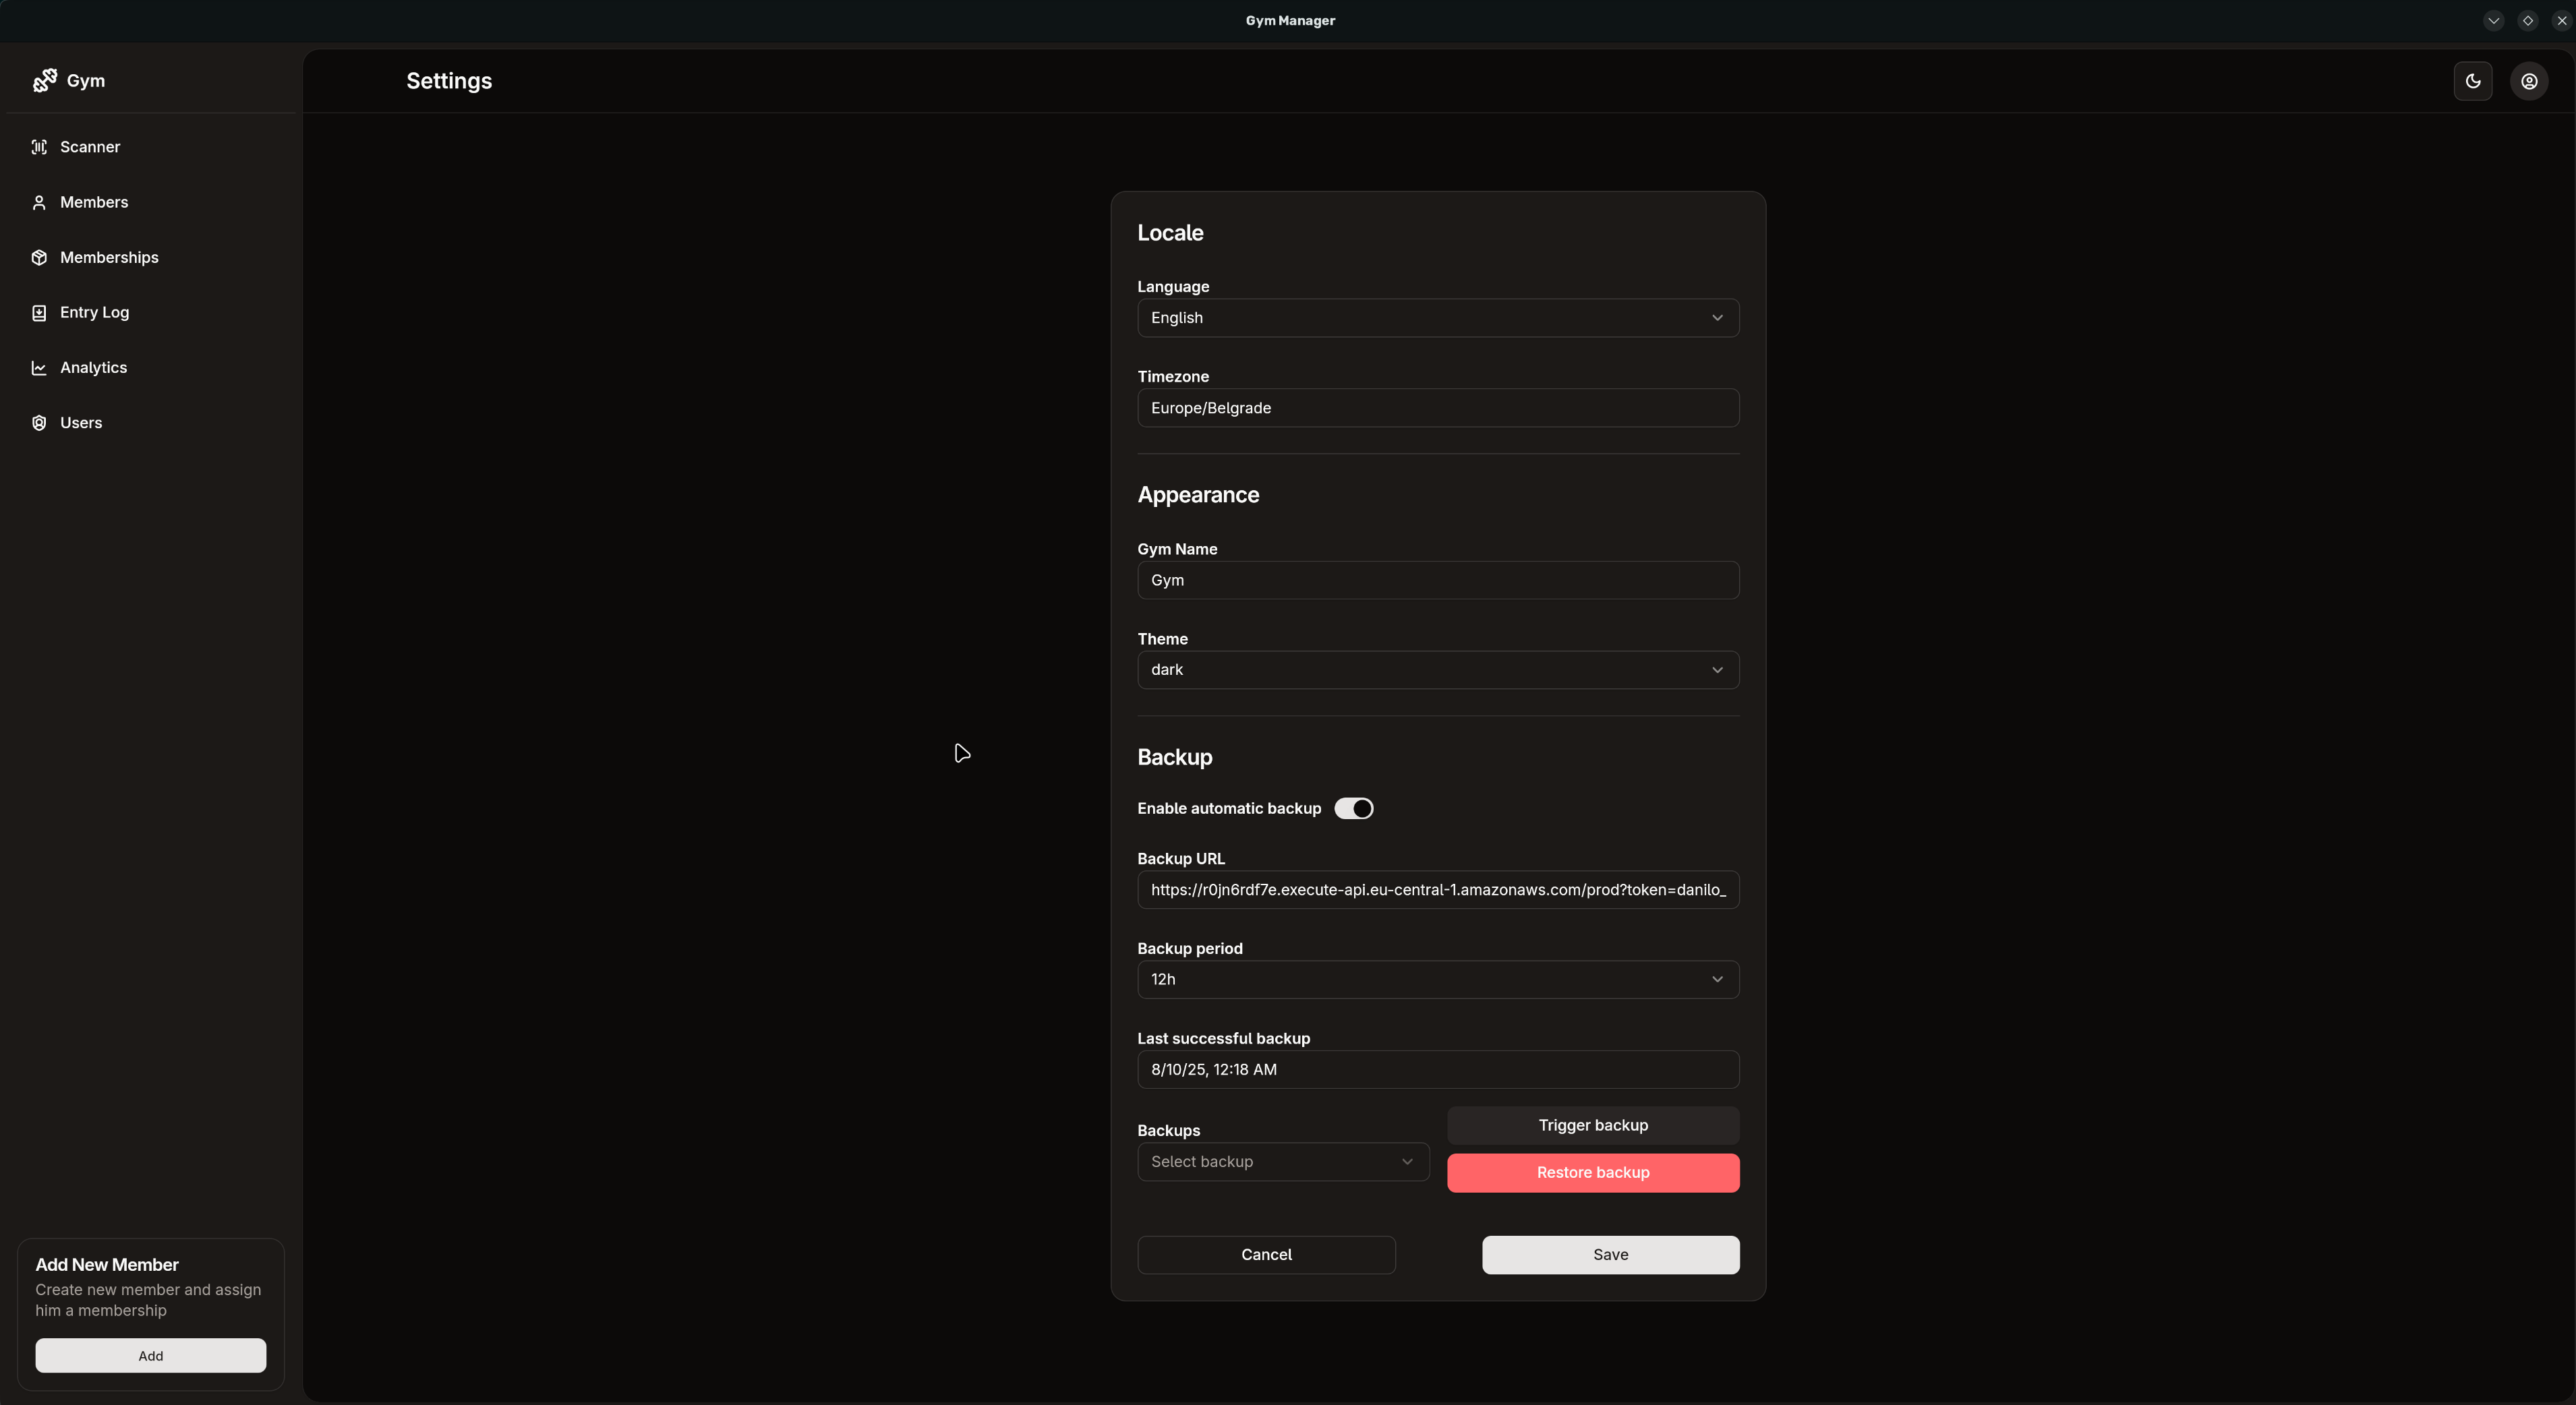 Gym Manager
Gym
Settings
Scanner
Members
Memberships
Entry Log
Analytics
Users
Locale
Language
English
Timezone
Europe/Belgrade
Appearance
Gym Name
Gym
Theme
dark
Backup
Enable automatic backup
Backup URL
https://r0jn6rdf7e.execute-api.eu-central-1.amazonaws.com/prod?token=danilo_
Backup period
12h
Last successful backup
8/10/25, 12:18 AM
Backups
Select backup
Trigger backup
Restore backup
Cancel
Save
Add New Member
Create new member and assign
him a membership
Add